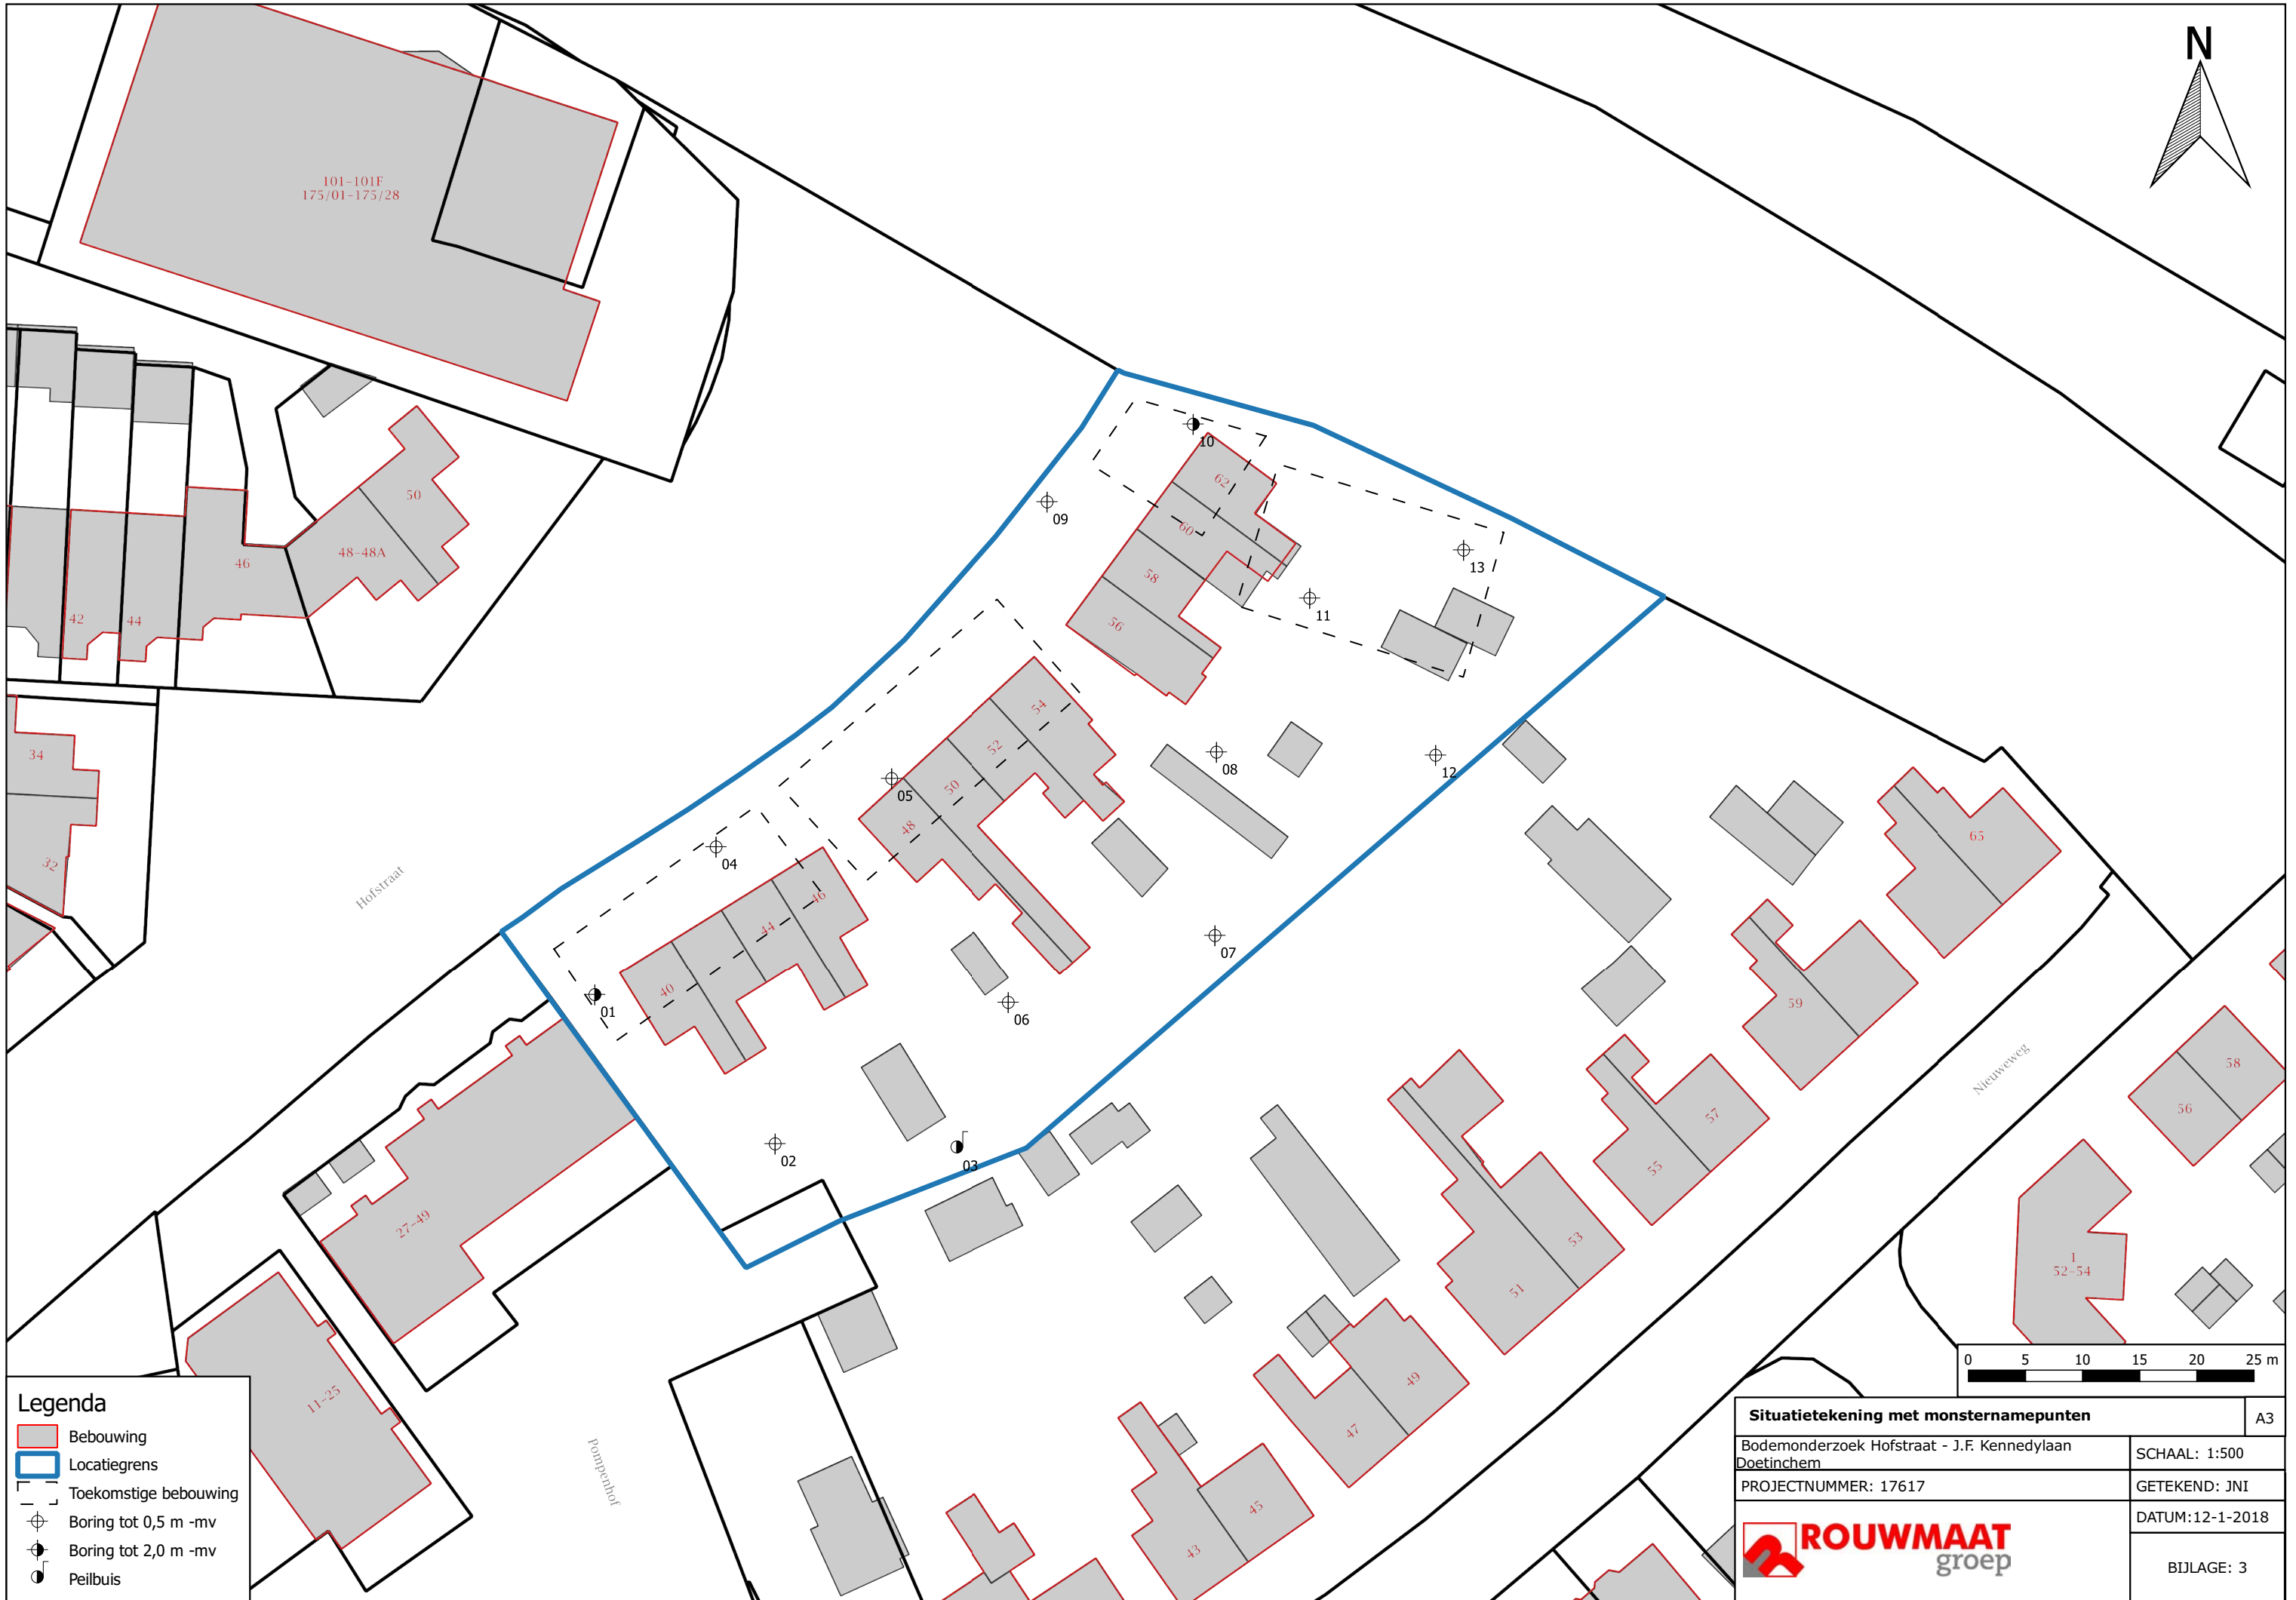 N
101-101F
175/01-175/28
50
48-48A
46
42
44
34
32
Hofstraat
62
60
58
56
54
52
50
48
46
44
40
10
09
13
11
08
12
05
04
07
06
01
02
03
27-49
11-25
Pompenhof
65
59
57
55
53
51
49
47
45
43
Nieuweweg
58
56
1
52-54
Legenda
Bebouwing
Locatiegrens
Toekomstige bebouwing
Boring tot 0,5 m -mv
Boring tot 2,0 m -mv
Peilbuis
0 5 10 15 20 25 m
Situatietekening met monsternamepunten
A3
Bodemonderzoek Hofstraat - J.F. Kennedylaan
Doetinchem
SCHAAL: 1:500
PROJECTNUMMER: 17617
GETEKEND: JNI
DATUM:12-1-2018
ROUWMAAT
groep
BIJLAGE: 3